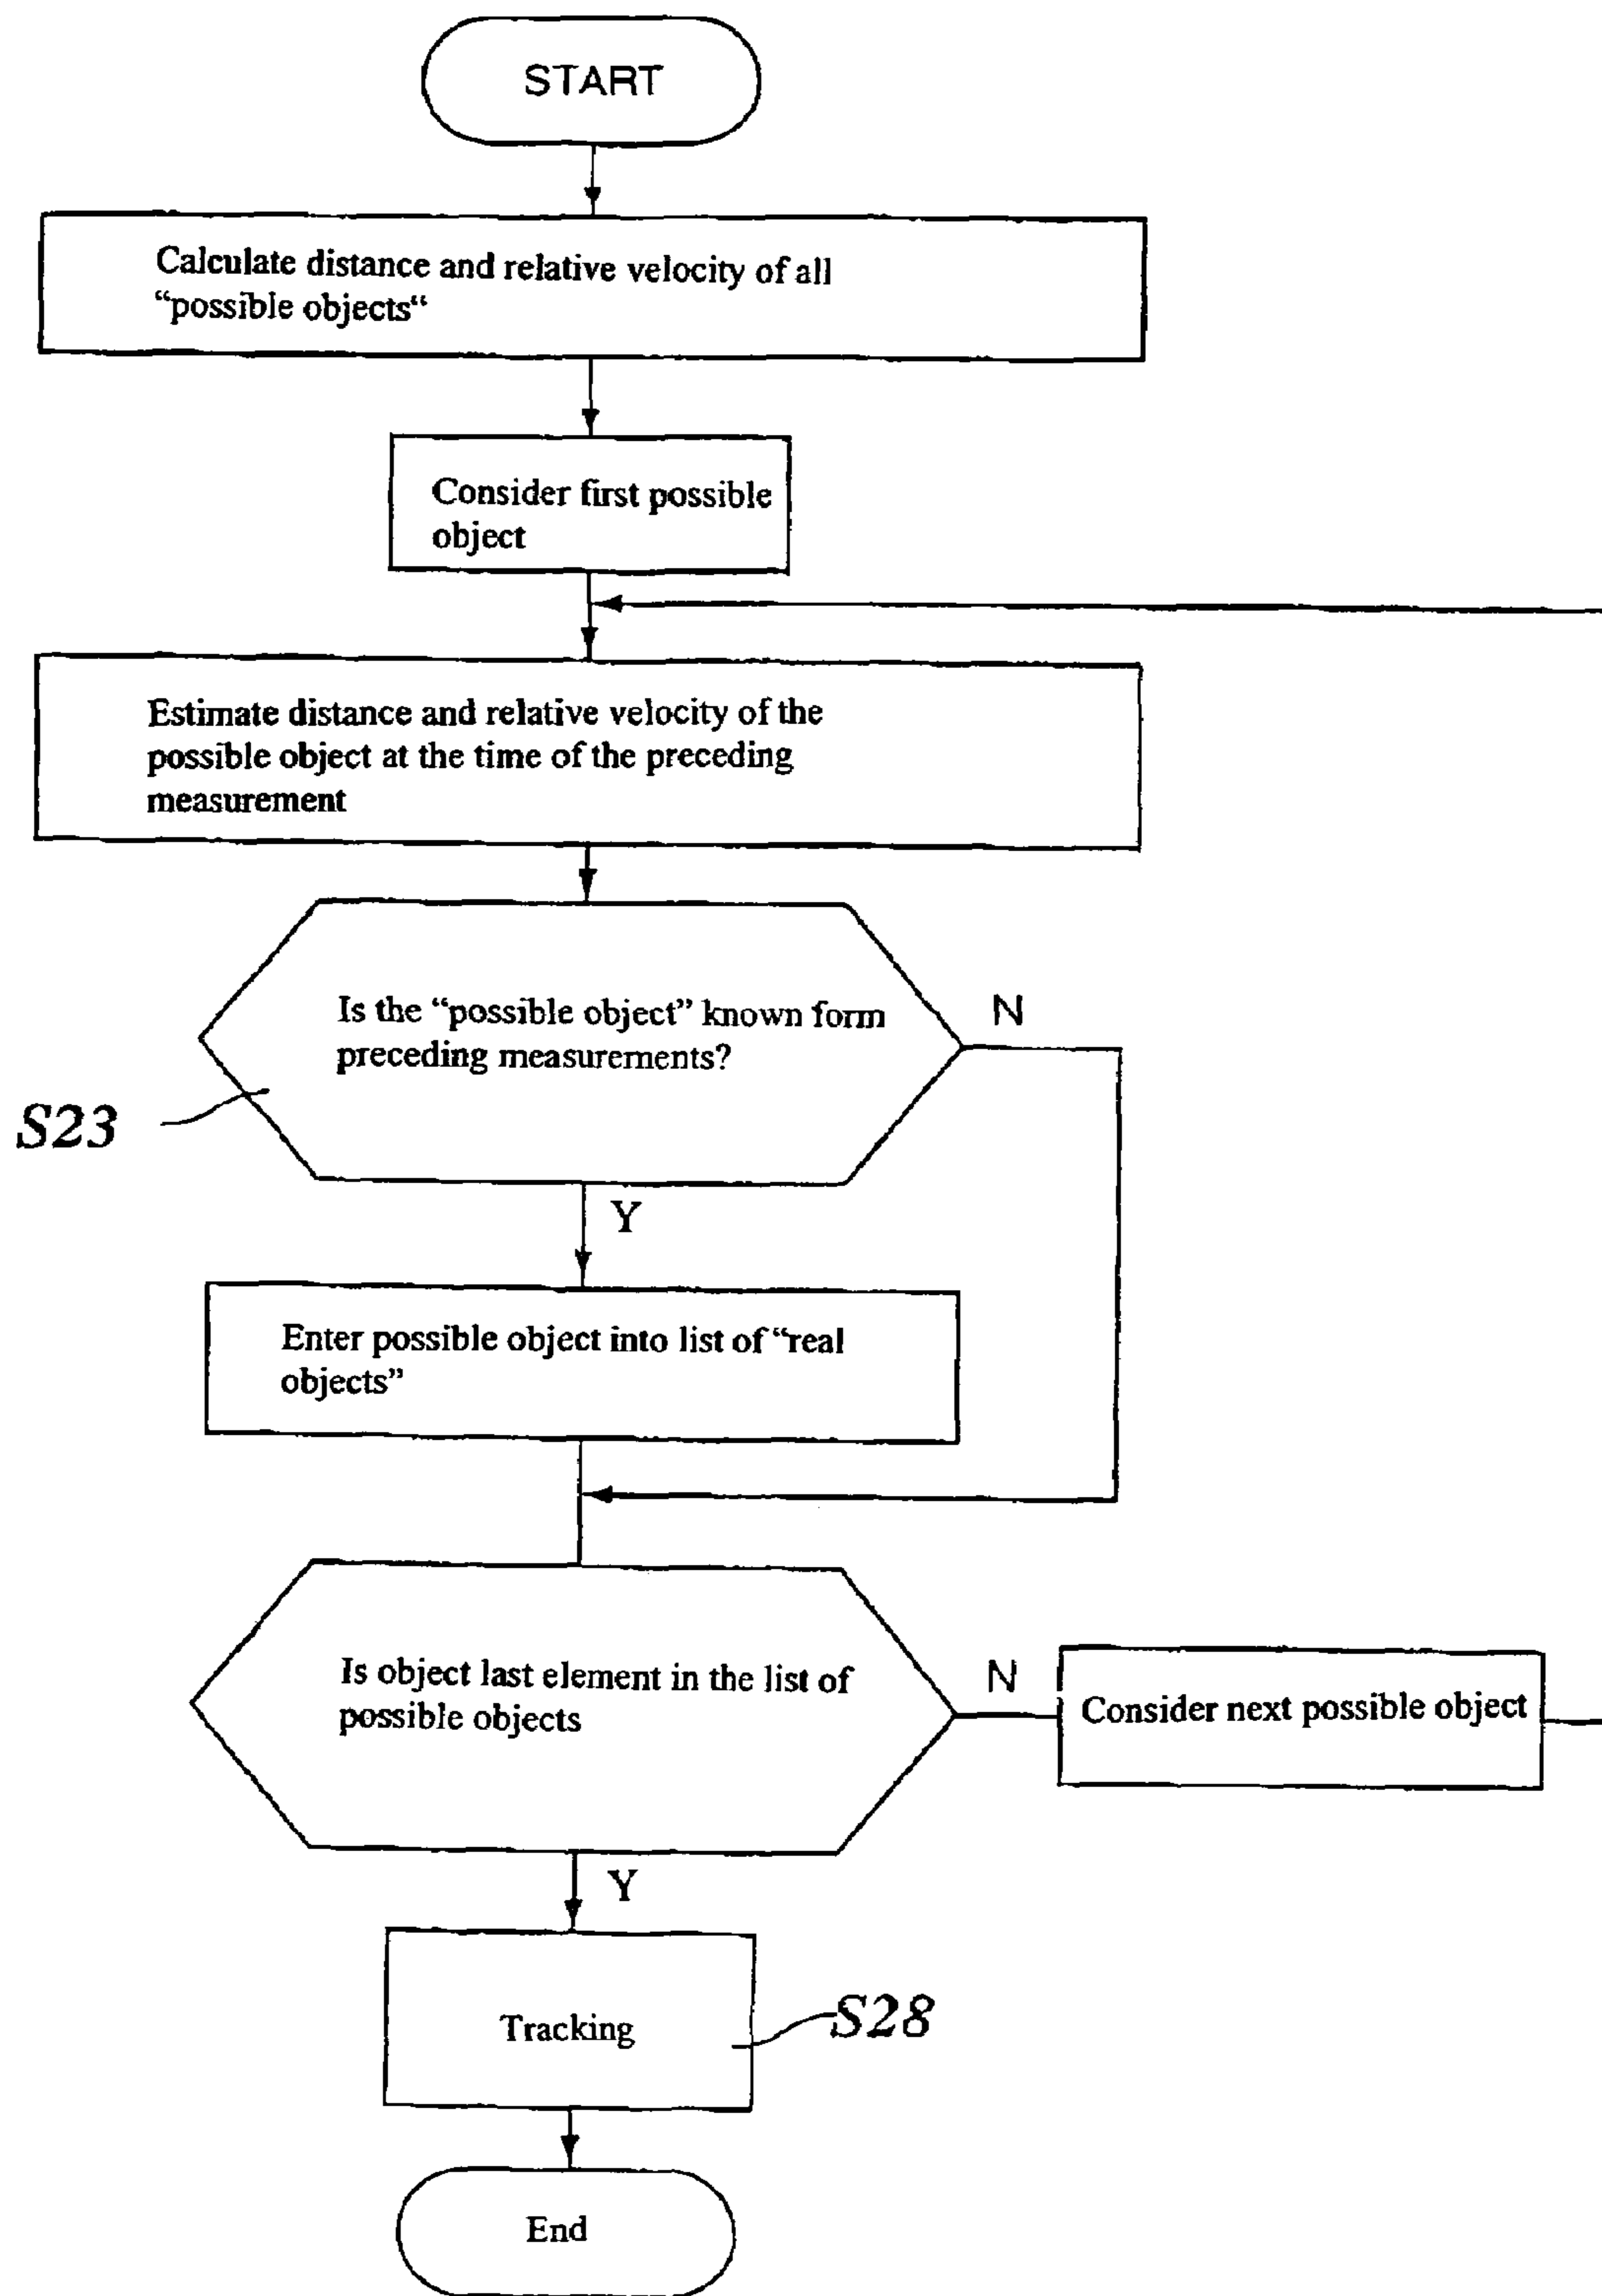 START
Calculate distance and relative velocity of all
“possible objects“
Consider first possible
object
Estimate distance and relative velocity of the
possible object at the time of the preceding
measurement
Is the “possible object” known form
preceding measurements?
N
S23
Y
Enter possible object into list of “real
objects”
Is object last element in the list of
possible objects
N
Consider next possible object
Y
Tracking
S28
End